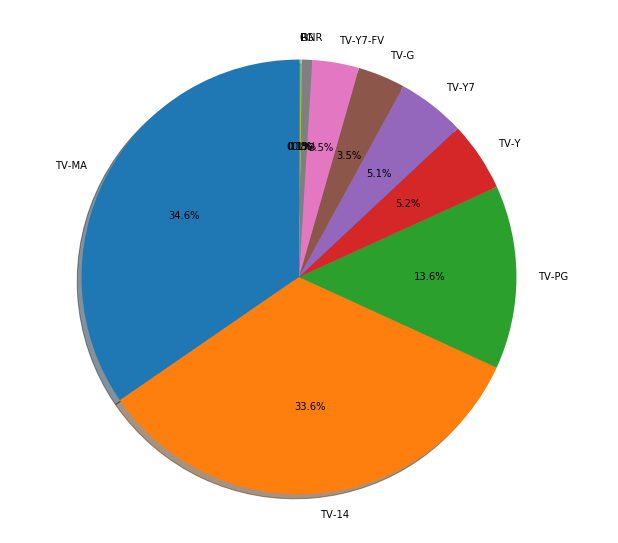 TV-Y7-FV
TV-G
TV-Y7
TV-Y
TV-MA
TV-PG
TV-14
3.5%
5.1%
5.2%
34.6%
13.6%
33.6%